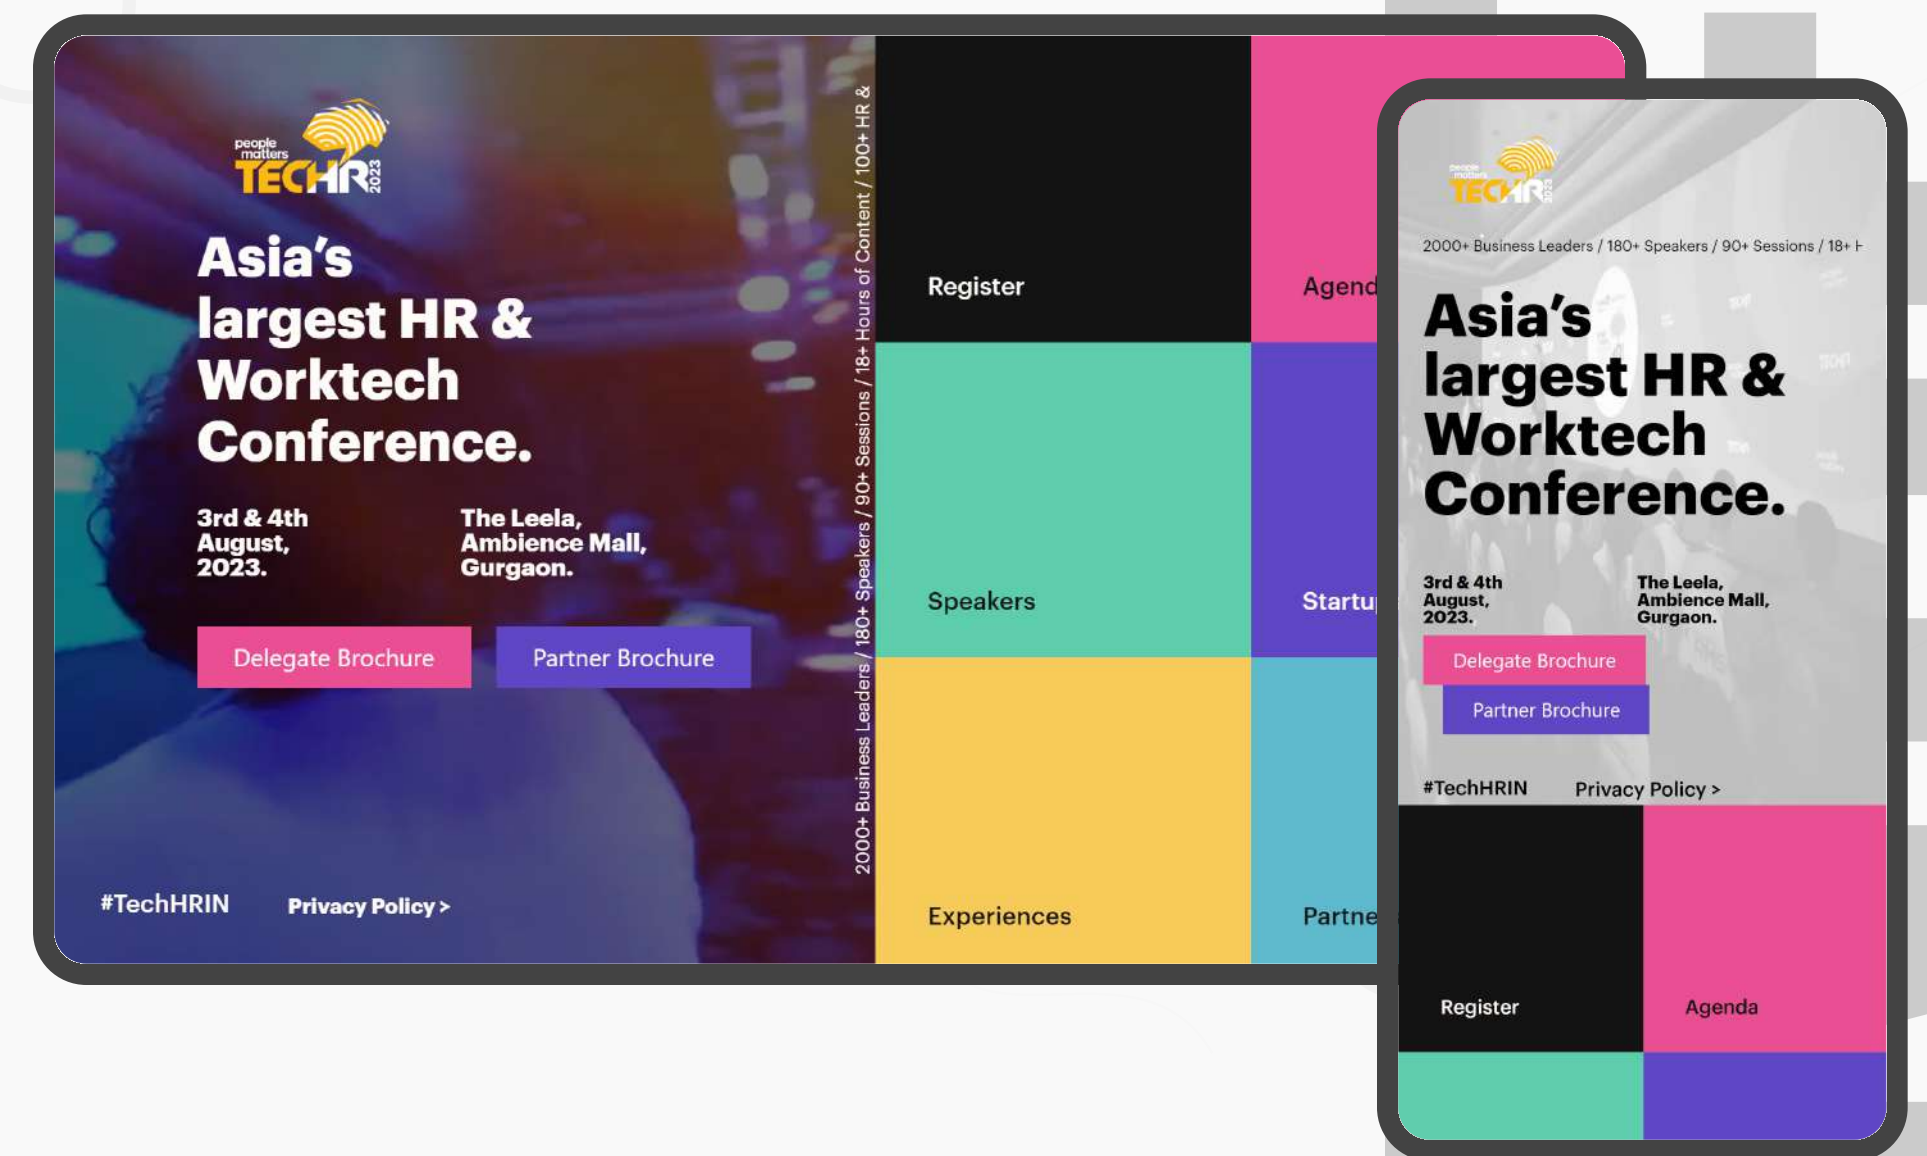 people
matters
TECHR 2023
Asia's
largest HR &
Worktech
Conference.
3rd & 4th
August,
2023.
The Leela,
Ambience Mall,
Gurgaon.
Delegate Brochure
Partner Brochure
#TechHRIN
Privacy Policy >
2000+ Business Leaders / 180+ Speakers / 90+ Sessions / 18+ Hours of Content / 100+ HR &
Register
Agend
Speakers
Startu
Experiences
Partne
people
matters
TECHR 2023
2000+ Business Leaders / 180+ Speakers / 90+ Sessions / 18+ H
Asia's
largest HR &
Worktech
Conference.
3rd & 4th
August,
2023.
The Leela,
Ambience Mall,
Gurgaon.
Delegate Brochure
Partner Brochure
#TechHRIN
Privacy Policy >
Register
Agenda